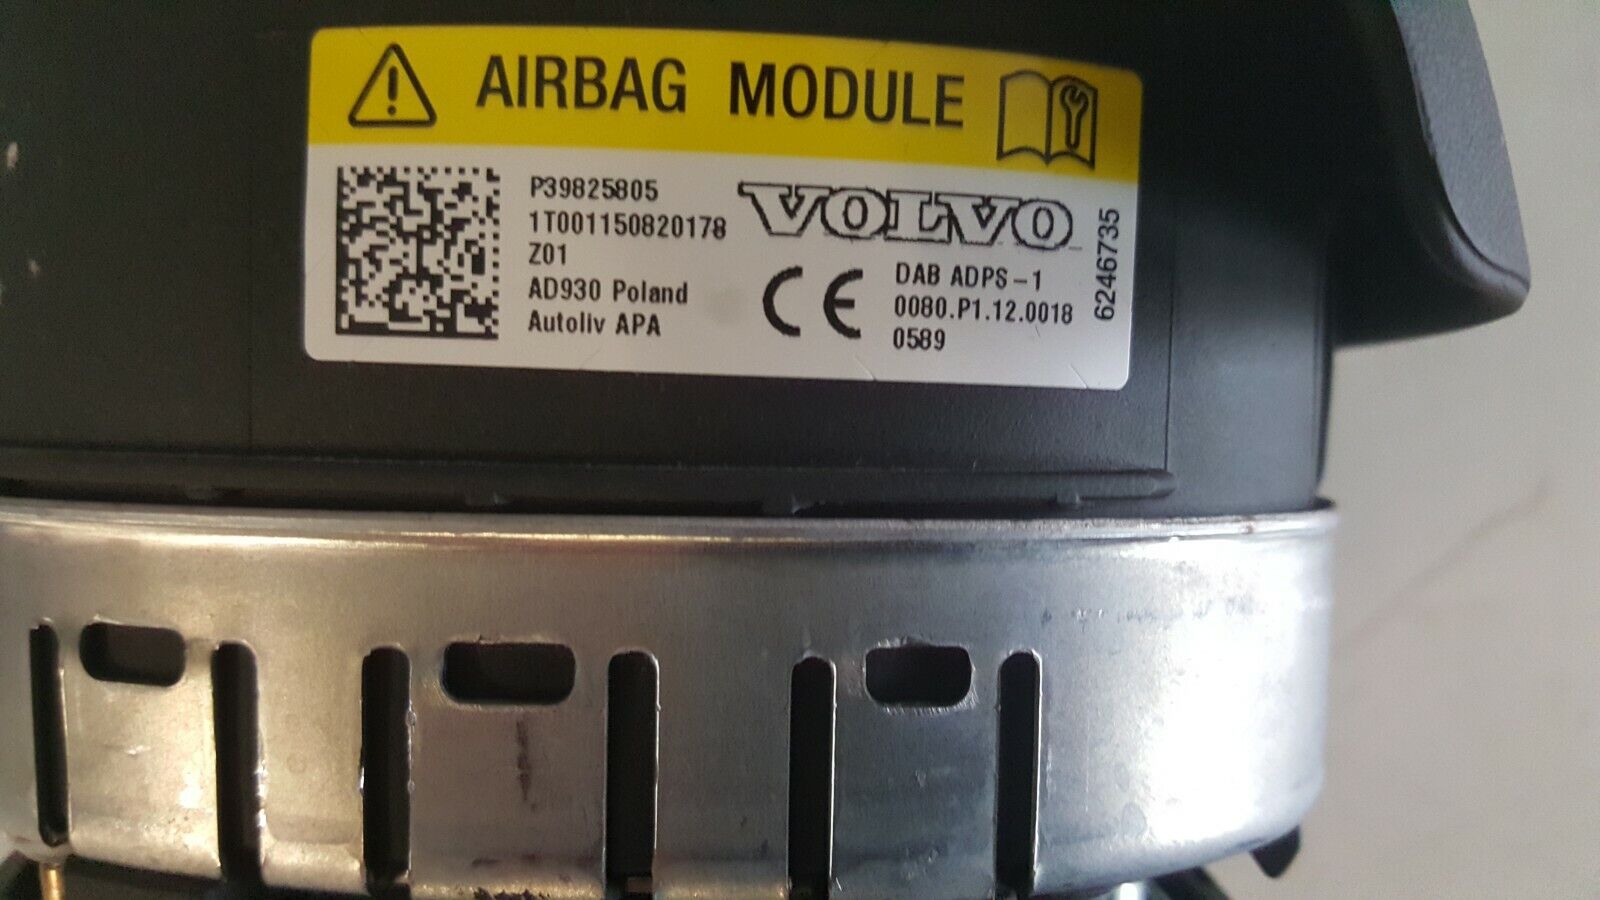 AIRBAG MODULE
P39825805
1T001150820178
Z01
AD930 Poland
Autoliv APA
VOLVO
CE
DAB ADPS-1
0080.P1.12.0018
0589
6246735